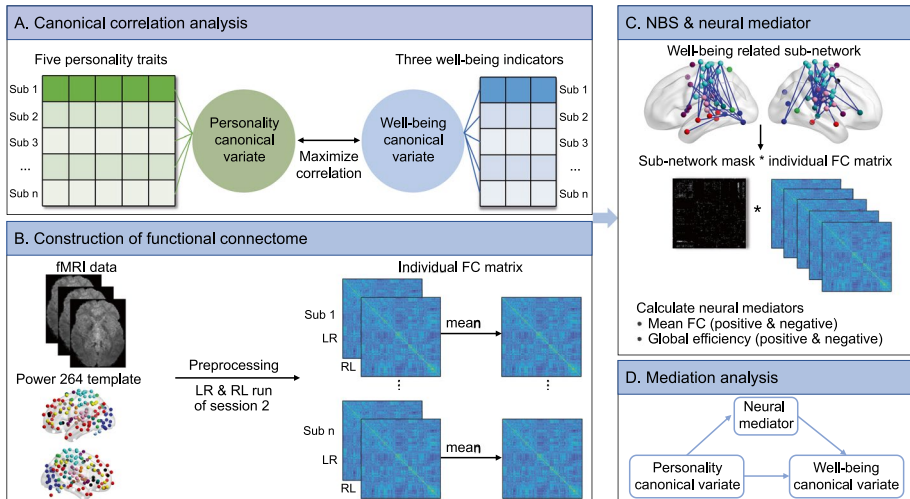 A. Canonical correlation analysis
Five personality traits
Three well-being indicators
Sub 1
Sub 2
Sub 3
...
Sub n
Personality
canonical
variate
Maximize
correlation
Well-being
canonical
variate
Sub 1
Sub 2
Sub 3
...
Sub n
B. Construction of functional connectome
fMRI data
Power 264 template
Preprocessing
LR & RL run
of session 2
Individual FC matrix
Sub 1
LR
RL
mean
⋮
⋮
Sub n
LR
RL
mean
C. NBS & neural mediator
Well-being related sub-network
Sub-network mask * individual FC matrix
*
Calculate neural mediators
• Mean FC (positive & negative)
• Global efficiency (positive & negative)
D. Mediation analysis
Neural
mediator
Personality
canonical variate
Well-being
canonical variate